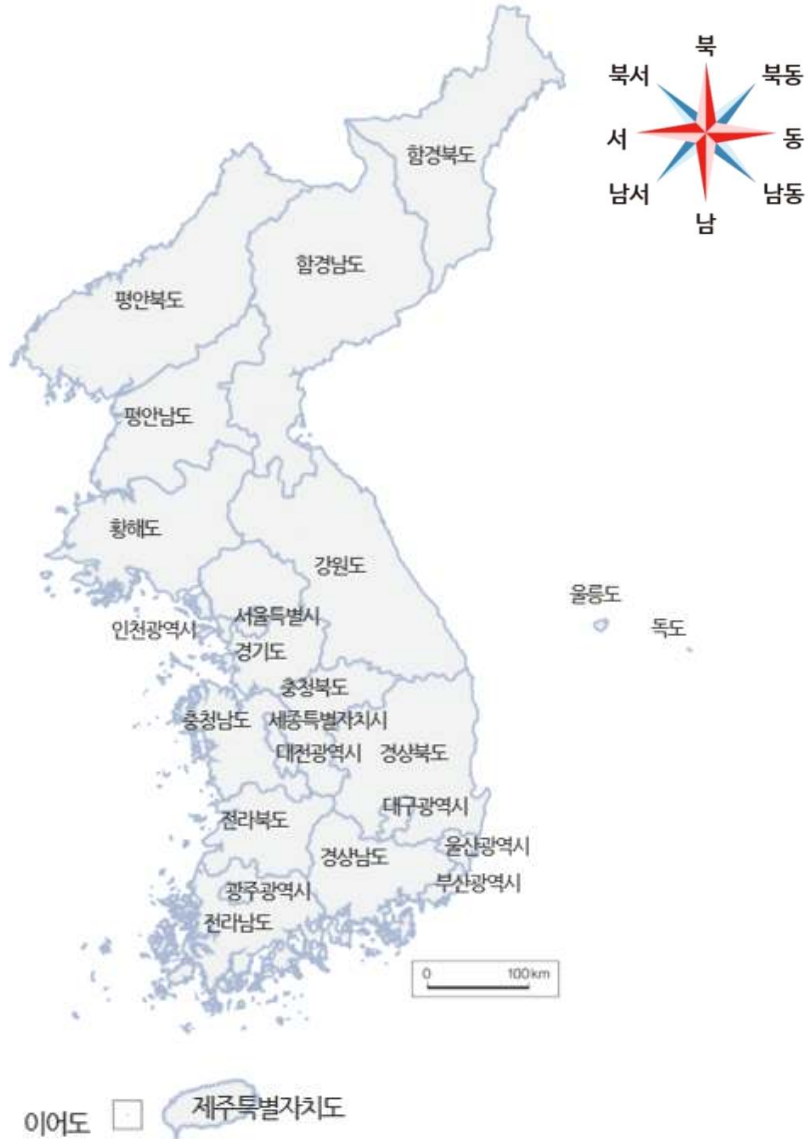 북
북서
북동
서
동
남서
남동
남
함경북도
함경남도
평안북도
평안남도
황해도
강원도
울릉도
독도
서울특별시
인천광역시
경기도
충청북도
충청남도
세종특별자치시
대전광역시
경상북도
대구광역시
전라북도
울산광역시
경상남도
부산광역시
광주광역시
전라남도
0 100km
제주특별자치도
이어도